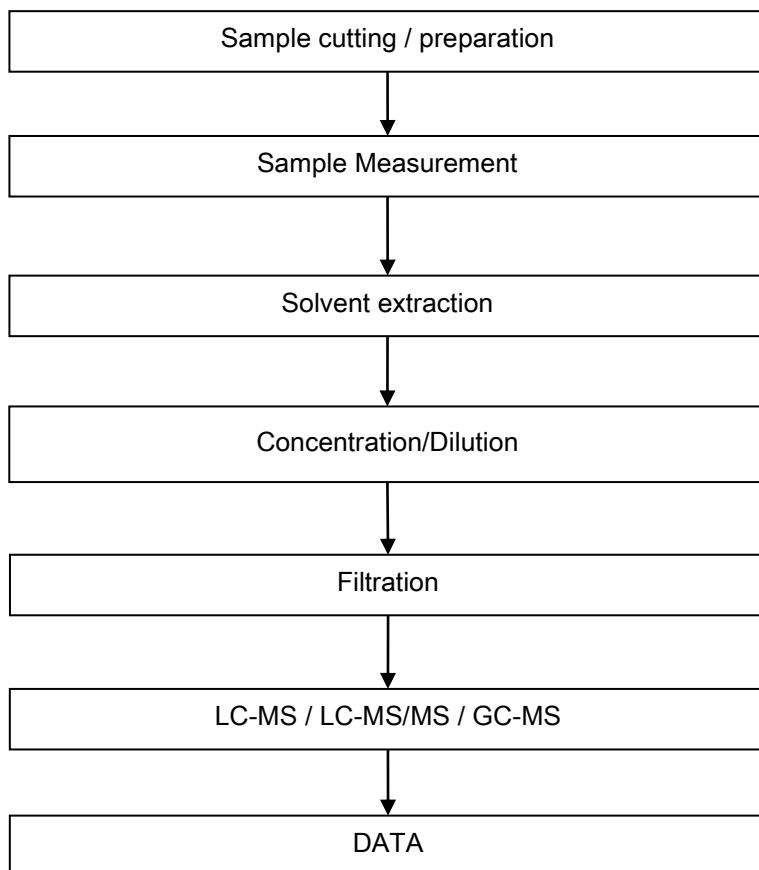 Sample cutting / preparation
Sample Measurement
Solvent extraction
Concentration/Dilution
Filtration
LC-MS / LC-MS/MS / GC-MS
DATA